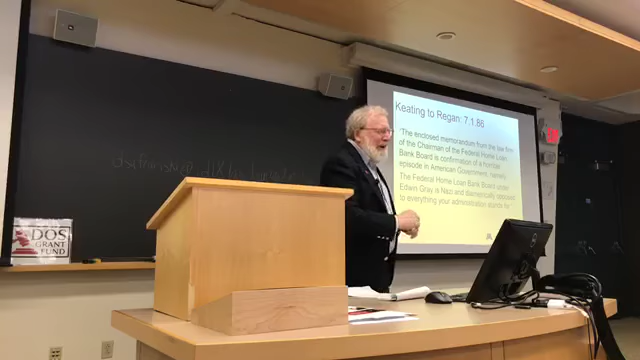 Keating to Regan: 7.1.86
"The enclosed memorandum from the law firm
of the Chairman of the Federal Home Loan
Bank Board is confirmation of a horrible
episode in American Government, namely
The Federal Home Loan Bank Board under
Edwin Gray is Nazi and diametrically opposed
to everything your administration stands for."
EXIT
DOS
GRANT
FUND